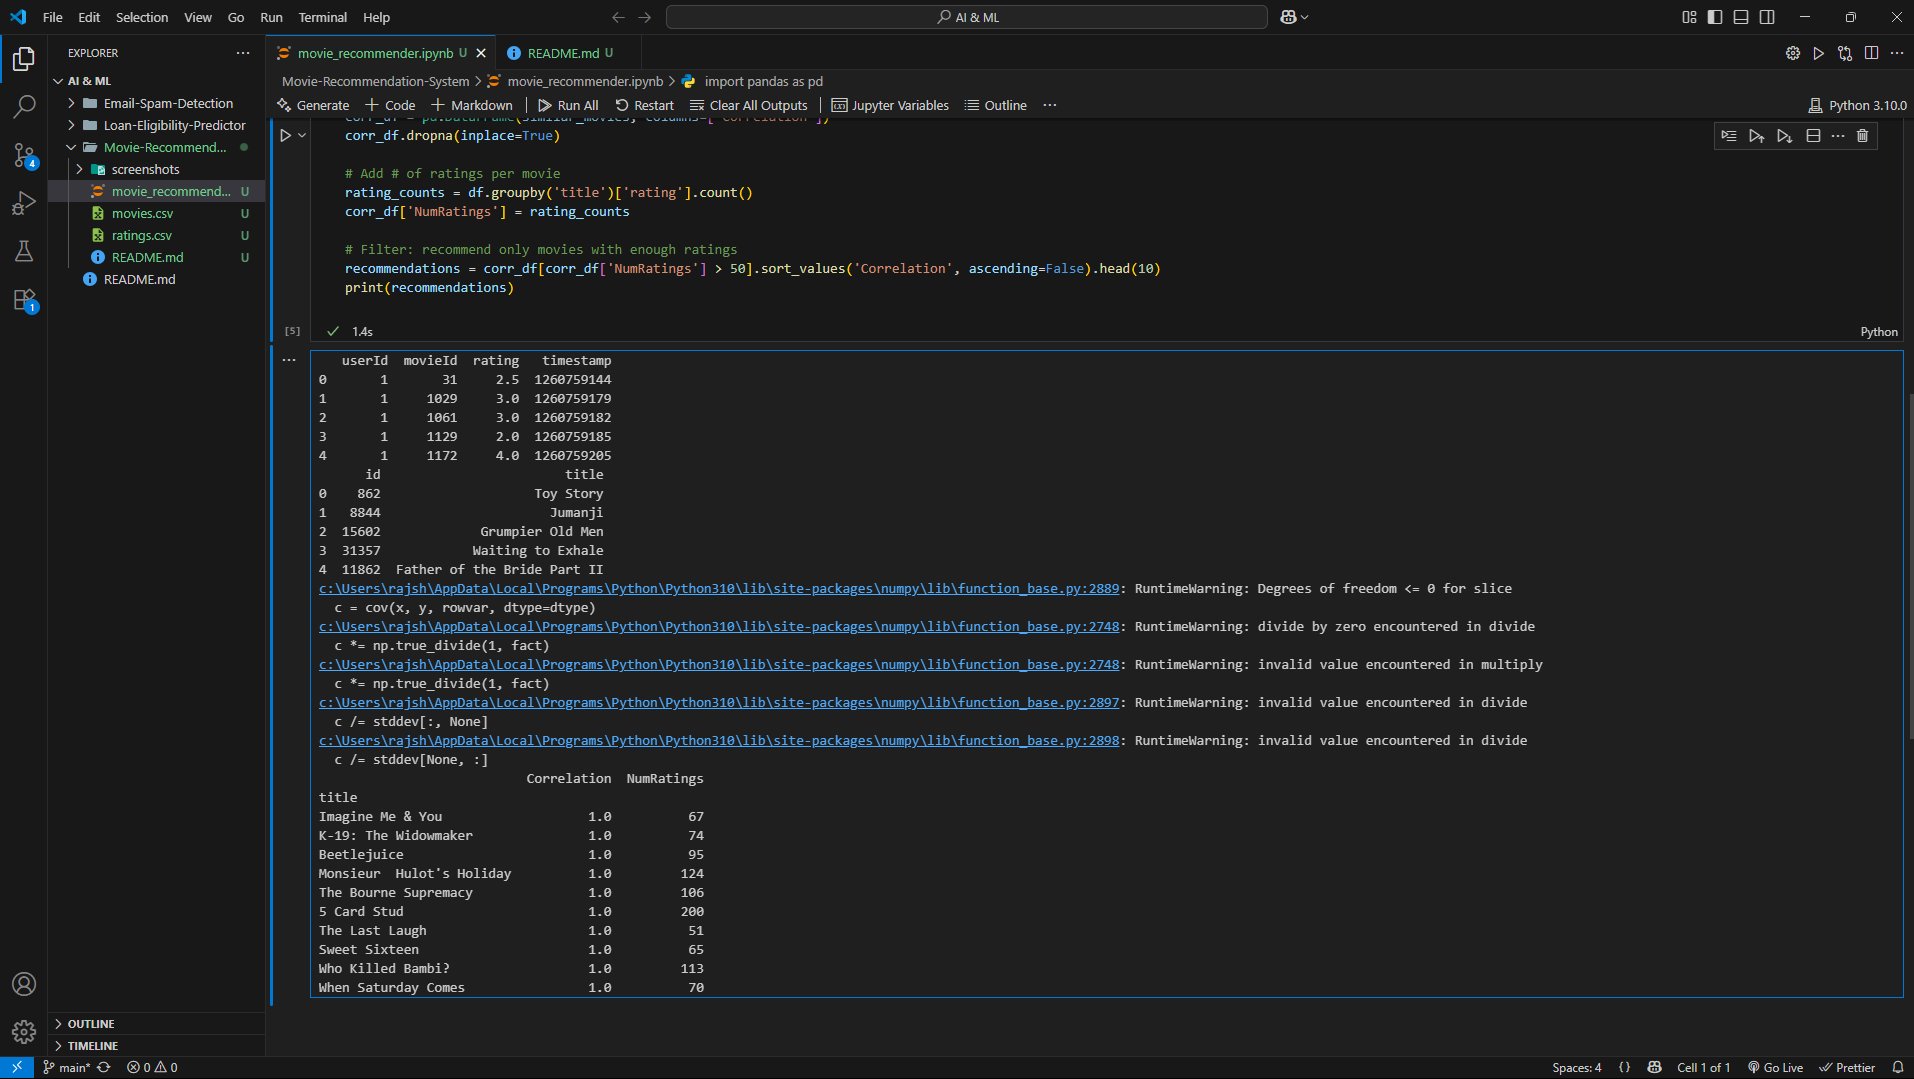 File Edit Selection View Go Run Terminal Help
AI & ML
EXPLORER
AI & ML
Email-Spam-Detection
Loan-Eligibility-Predictor
Movie-Recommend...
screenshots
movie_recommend... U
movies.csv U
ratings.csv U
README.md U
README.md
OUTLINE
TIMELINE
4
1
movie_recommender.ipynb U
README.md U
Movie-Recommendation-System > movie_recommender.ipynb > import pandas as pd
Generate + Code + Markdown Run All Restart Clear All Outputs Jupyter Variables Outline ...
Python 3.10.0
corr_df = pd.DataFrame(similar_movies, columns=['Correlation'])
corr_df.dropna(inplace=True)
# Add # of ratings per movie
rating_counts = df.groupby('title')['rating'].count()
corr_df['NumRatings'] = rating_counts
# Filter: recommend only movies with enough ratings
recommendations = corr_df[corr_df['NumRatings'] > 50].sort_values('Correlation', ascending=False).head(10)
print(recommendations)
[5] 1.4s Python
userId movieId rating timestamp
0 1 31 2.5 1260759144
1 1 1029 3.0 1260759179
2 1 1061 3.0 1260759182
3 1 1129 2.0 1260759185
4 1 1172 4.0 1260759205
id title
0 862 Toy Story
1 8844 Jumanji
2 15602 Grumpier Old Men
3 31357 Waiting to Exhale
4 11862 Father of the Bride Part II
c:\Users\rajsh\AppData\Local\Programs\Python\Python310\lib\site-packages\numpy\lib\function_base.py:2889: RuntimeWarning: Degrees of freedom <= 0 for slice
c = cov(x, y, rowvar, dtype=dtype)
c:\Users\rajsh\AppData\Local\Programs\Python\Python310\lib\site-packages\numpy\lib\function_base.py:2748: RuntimeWarning: divide by zero encountered in divide
c *= np.true_divide(1, fact)
c:\Users\rajsh\AppData\Local\Programs\Python\Python310\lib\site-packages\numpy\lib\function_base.py:2748: RuntimeWarning: invalid value encountered in multiply
c *= np.true_divide(1, fact)
c:\Users\rajsh\AppData\Local\Programs\Python\Python310\lib\site-packages\numpy\lib\function_base.py:2897: RuntimeWarning: invalid value encountered in divide
c /= stddev[:, None]
c:\Users\rajsh\AppData\Local\Programs\Python\Python310\lib\site-packages\numpy\lib\function_base.py:2898: RuntimeWarning: invalid value encountered in divide
c /= stddev[None, :]
Correlation NumRatings
title
Imagine Me & You 1.0 67
K-19: The Widowmaker 1.0 74
Beetlejuice 1.0 95
Monsieur Hulot's Holiday 1.0 124
The Bourne Supremacy 1.0 106
5 Card Stud 1.0 200
The Last Laugh 1.0 51
Sweet Sixteen 1.0 65
Who Killed Bambi? 1.0 113
When Saturday Comes 1.0 70
main* 0 0
Spaces: 4 {} Cell 1 of 1 Go Live Prettier